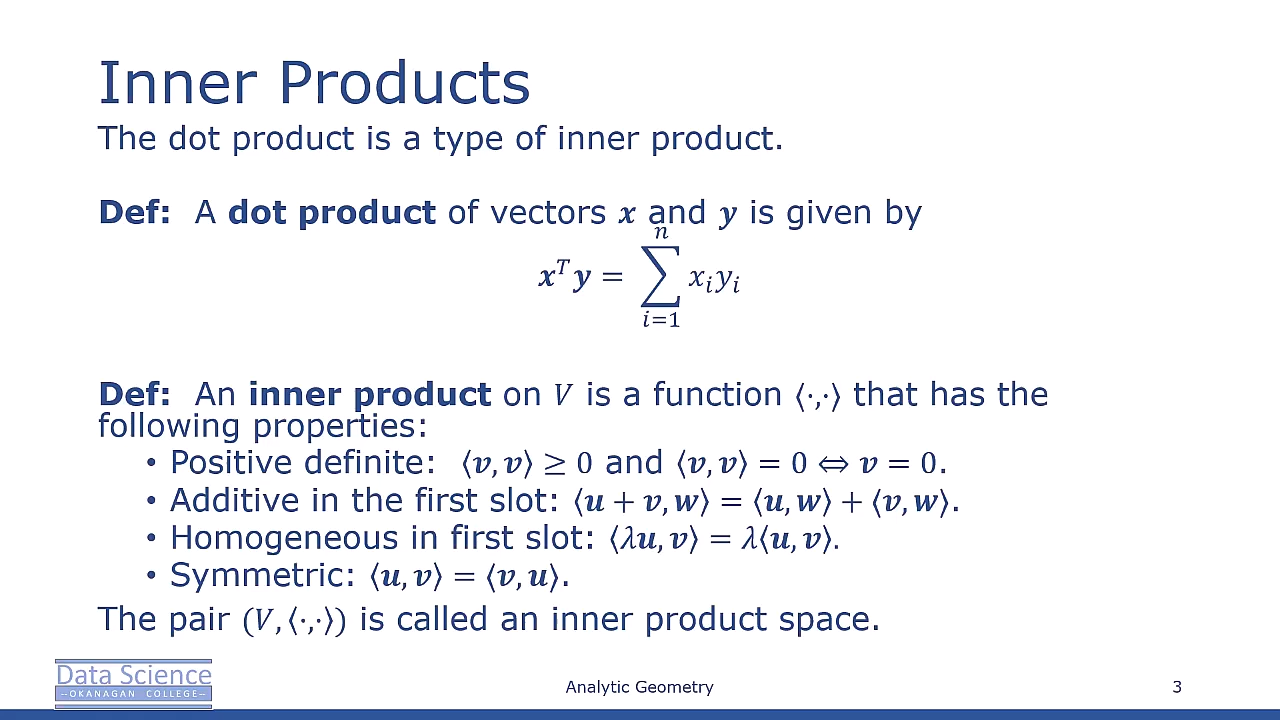 Inner Products
The dot product is a type of inner product.
Def: A dot product of vectors 𝒙 and 𝒚 is given by
𝒙ᵀ𝒚 = ∑ᵢ₌₁ⁿ 𝑥ᵢ𝑦ᵢ
Def: An inner product on 𝑉 is a function ⟨·,·⟩ that has the
following properties:
• Positive definite: ⟨𝒗, 𝒗⟩ ≥ 0 and ⟨𝒗, 𝒗⟩ = 0 ⇔ 𝒗 = 0.
• Additive in the first slot: ⟨𝒖 + 𝒗, 𝒘⟩ = ⟨𝒖, 𝒘⟩ + ⟨𝒗, 𝒘⟩.
• Homogeneous in first slot: ⟨𝜆𝒖, 𝒗⟩ = 𝜆⟨𝒖, 𝒗⟩.
• Symmetric: ⟨𝒖, 𝒗⟩ = ⟨𝒗, 𝒖⟩.
The pair (𝑉, ⟨·,·⟩) is called an inner product space.
Data Science
–OKANAGAN COLLEGE–
Analytic Geometry
3